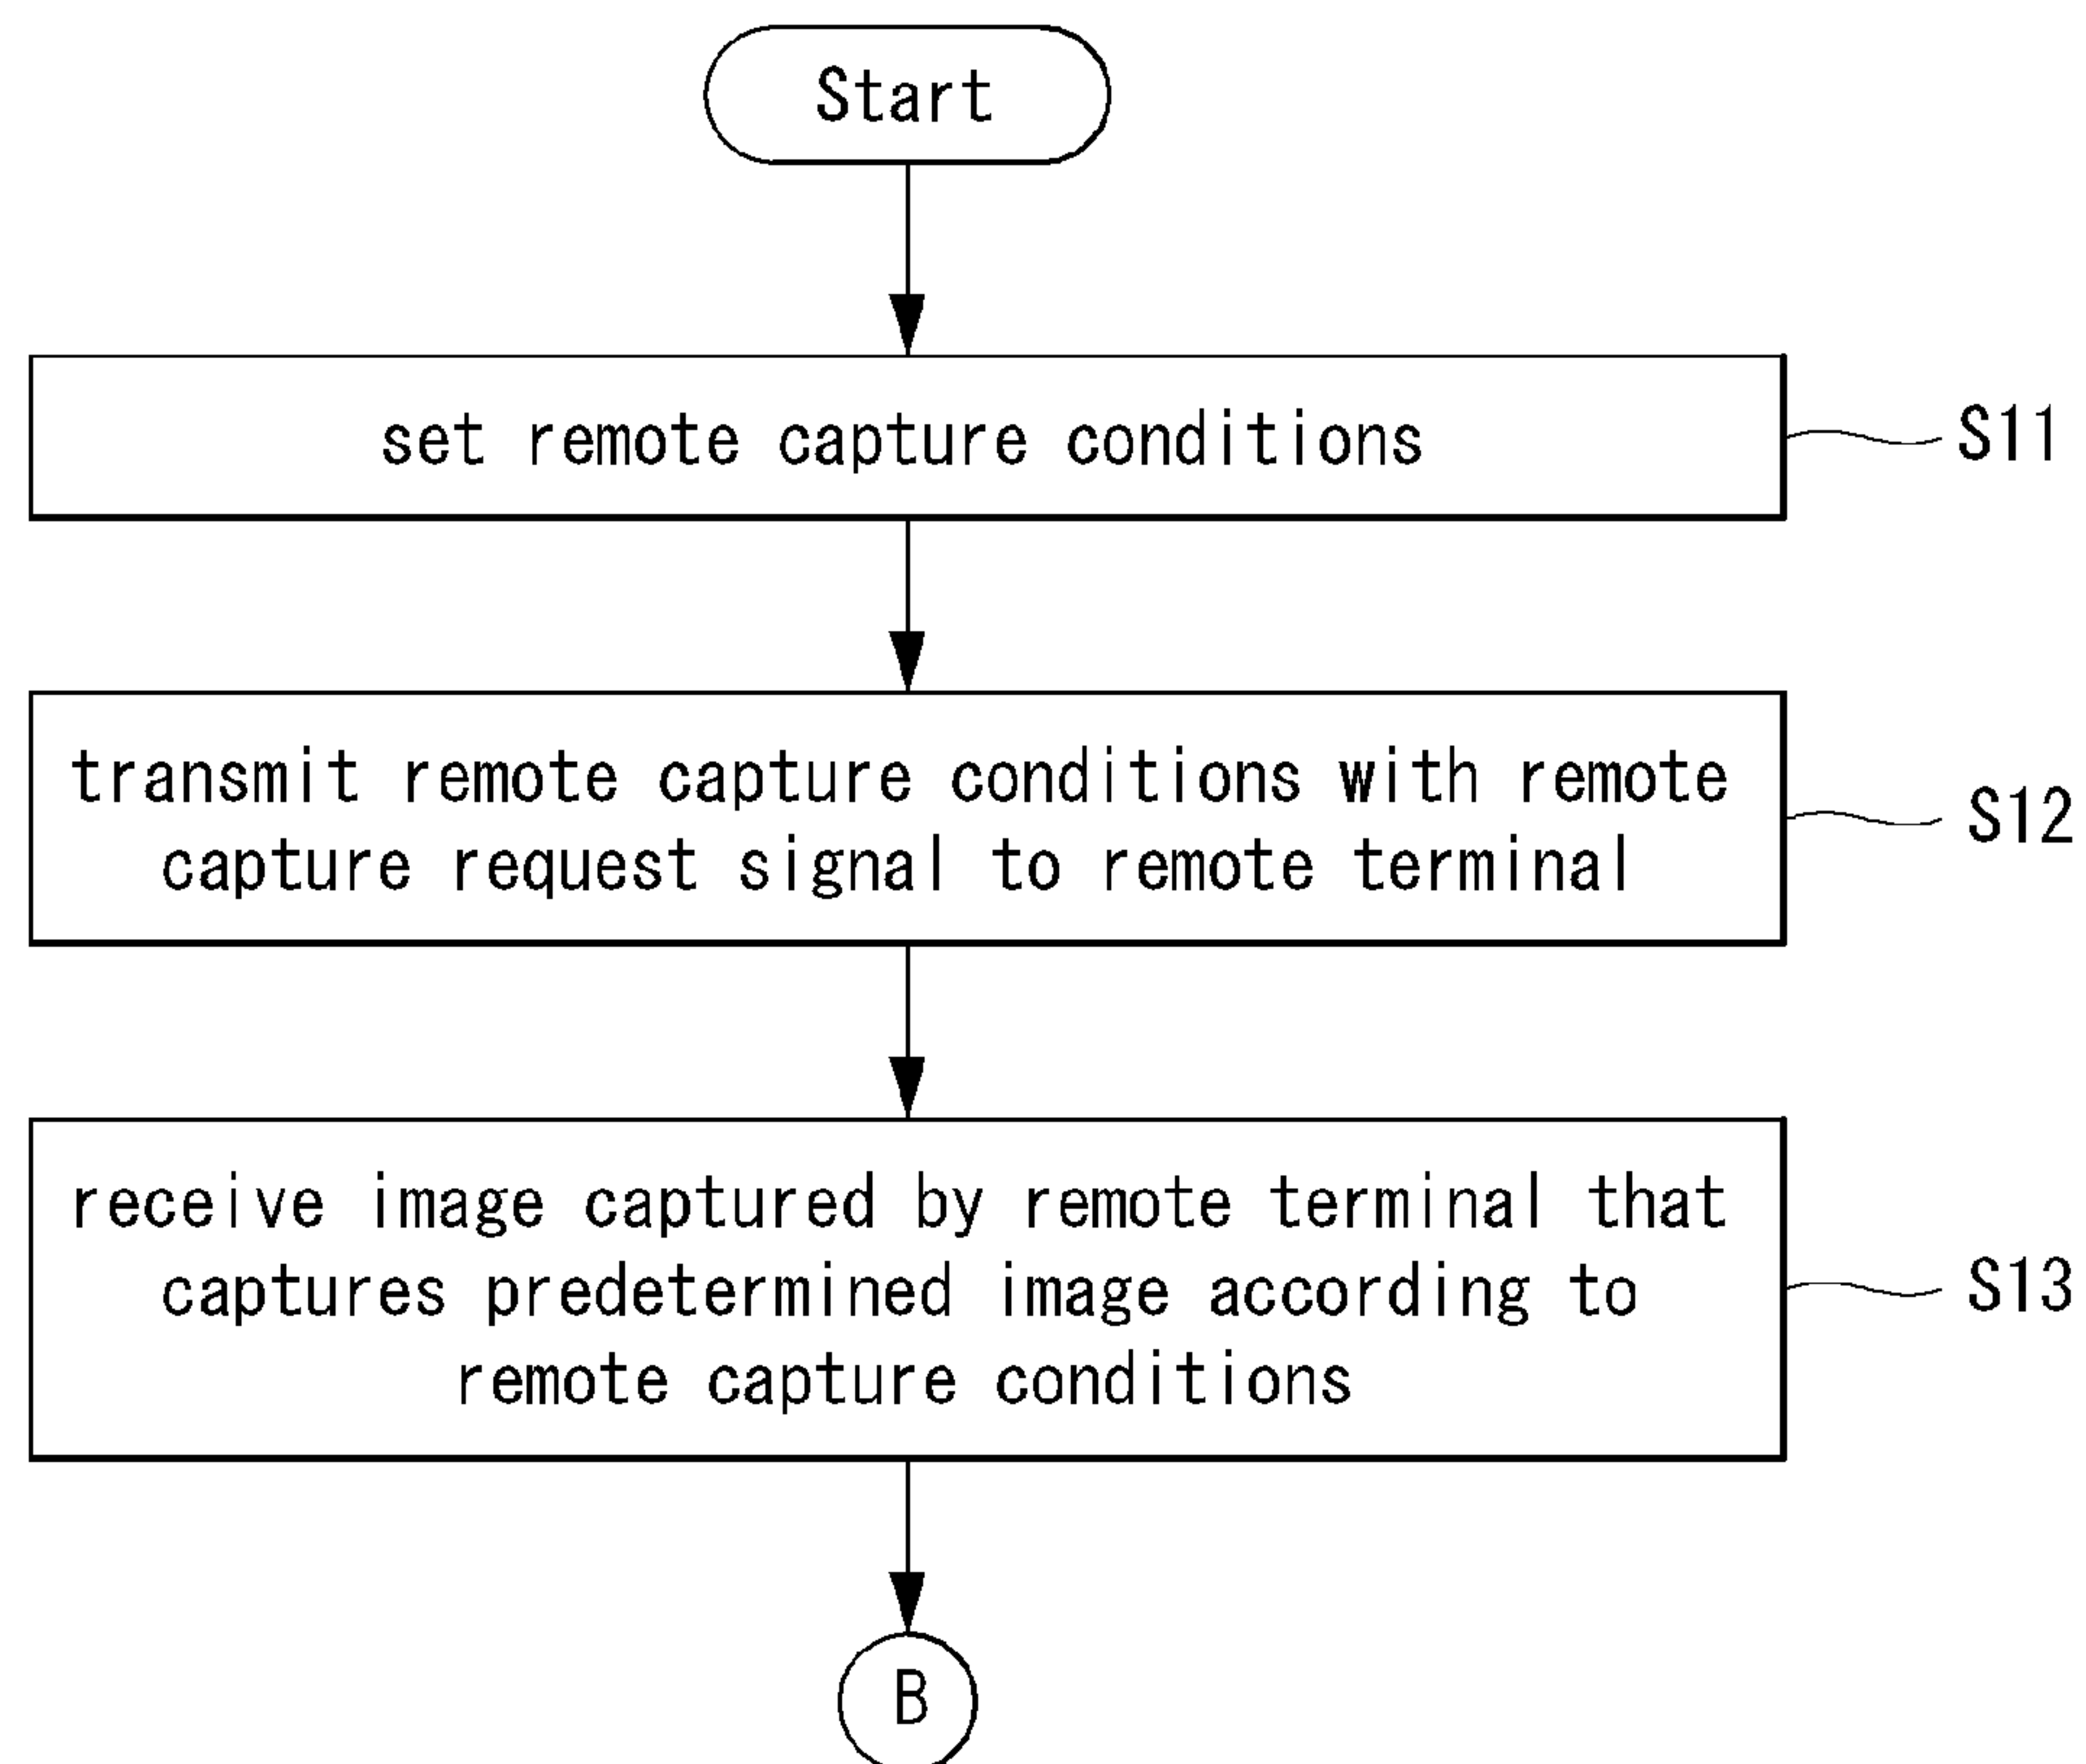 Start
set remote capture conditions
S11
transmit remote capture conditions with remote
capture request signal to remote terminal
S12
receive image captured by remote terminal that
captures predetermined image according to
remote capture conditions
S13
B